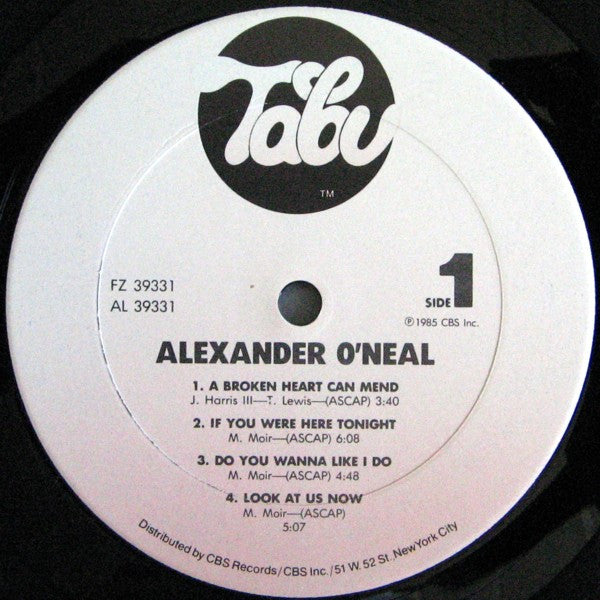 Tabu
TM
FZ 39331
AL 39331
SIDE 1
℗ 1985 CBS Inc.
ALEXANDER O'NEAL
1. A BROKEN HEART CAN MEND
J. Harris III—T. Lewis—(ASCAP) 3:40
2. IF YOU WERE HERE TONIGHT
M. Moir—(ASCAP) 6:08
3. DO YOU WANNA LIKE I DO
M. Moir—(ASCAP) 4:48
4. LOOK AT US NOW
M. Moir—(ASCAP)
5:07
Distributed by CBS Records/CBS Inc./51 W. 52 St. New York City